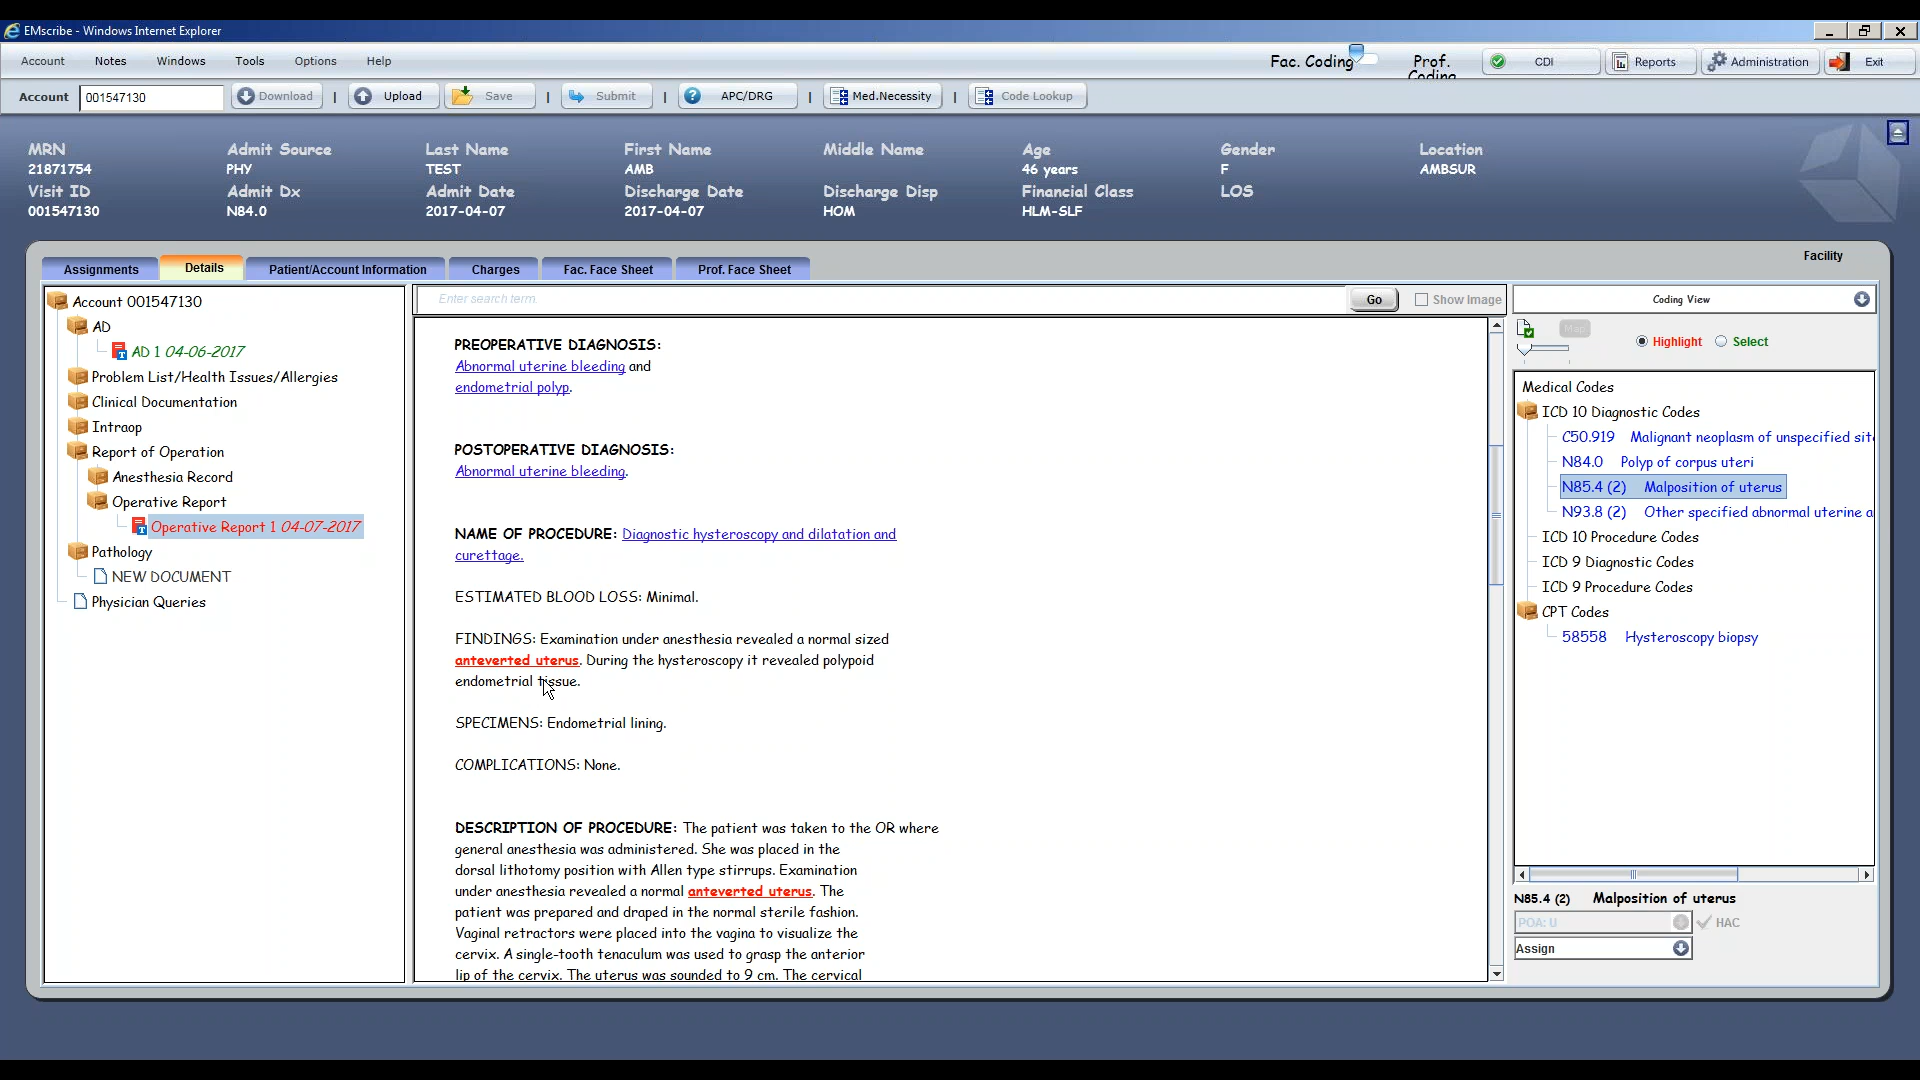 EMscribe - Windows Internet Explorer
Account Notes Windows Tools Options Help
Fac. Coding Prof. Coding CDI Reports Administration Exit
Account 001547130 Download | Upload Save | Submit | APC/DRG | Med.Necessity | Code Lookup
MRN Admit Source Last Name First Name Middle Name Age Gender Location
21871754 PHY TEST AMB 46 years F AMBSUR
Visit ID Admit Dx Admit Date Discharge Date Discharge Disp Financial Class LOS
001547130 N84.0 2017-04-07 2017-04-07 HOM HLM-SLF
Facility
Assignments Details Patient/Account Information Charges Fac. Face Sheet Prof. Face Sheet
Account 001547130
AD
AD 1 04-06-2017
Problem List/Health Issues/Allergies
Clinical Documentation
Intraop
Report of Operation
Anesthesia Record
Operative Report
Operative Report 1 04-07-2017
Pathology
NEW DOCUMENT
Physician Queries
Enter search term. Go Show Image
PREOPERATIVE DIAGNOSIS:
Abnormal uterine bleeding and
endometrial polyp.
POSTOPERATIVE DIAGNOSIS:
Abnormal uterine bleeding.
NAME OF PROCEDURE: Diagnostic hysteroscopy and dilatation and
curettage.
ESTIMATED BLOOD LOSS: Minimal.
FINDINGS: Examination under anesthesia revealed a normal sized
anteverted uterus. During the hysteroscopy it revealed polypoid
endometrial tissue.
SPECIMENS: Endometrial lining.
COMPLICATIONS: None.
DESCRIPTION OF PROCEDURE: The patient was taken to the OR where
general anesthesia was administered. She was placed in the
dorsal lithotomy position with Allen type stirrups. Examination
under anesthesia revealed a normal anteverted uterus. The
patient was prepared and draped in the normal sterile fashion.
Vaginal retractors were placed into the vagina to visualize the
cervix. A single-tooth tenaculum was used to grasp the anterior
lip of the cervix. The uterus was sounded to 9 cm. The cervical
Coding View
Map
Highlight Select
Medical Codes
ICD 10 Diagnostic Codes
C50.919 Malignant neoplasm of unspecified sit
N84.0 Polyp of corpus uteri
N85.4 (2) Malposition of uterus
N93.8 (2) Other specified abnormal uterine a
ICD 10 Procedure Codes
ICD 9 Diagnostic Codes
ICD 9 Procedure Codes
CPT Codes
58558 Hysteroscopy biopsy
N85.4 (2) Malposition of uterus
POA: U HAC
Assign